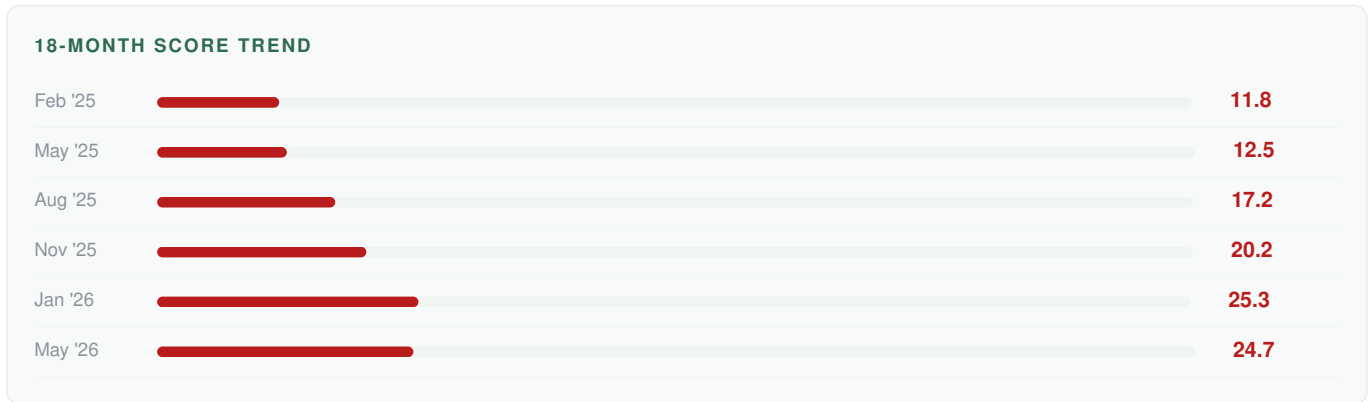 18-MONTH SCORE TREND
Feb '25 11.8
May '25 12.5
Aug '25 17.2
Nov '25 20.2
Jan '26 25.3
May '26 24.7